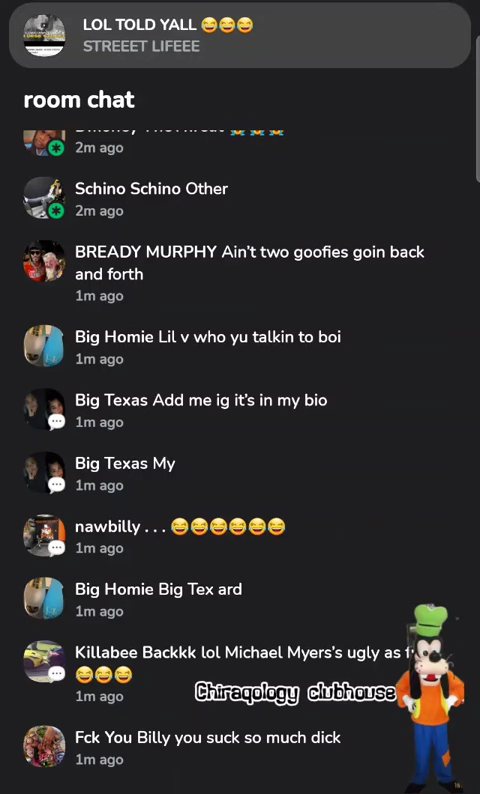 LOL TOLD YALL 😂😂😂
STREEET LIFEEE
room chat
2m ago
Schino Schino Other
2m ago
BREADY MURPHY Ain't two goofies goin back
and forth
1m ago
Big Homie Lil v who yu talkin to boi
1m ago
Big Texas Add me ig it's in my bio
1m ago
Big Texas My
1m ago
nawbilly . . . 😂😂😂😂😂😂
1m ago
Big Homie Big Tex ard
1m ago
Killabee Backkk lol Michael Myers's ugly as
😂😂😂
1m ago
Chiraqology clubhouse
Fck You Billy you suck so much dick
1m ago